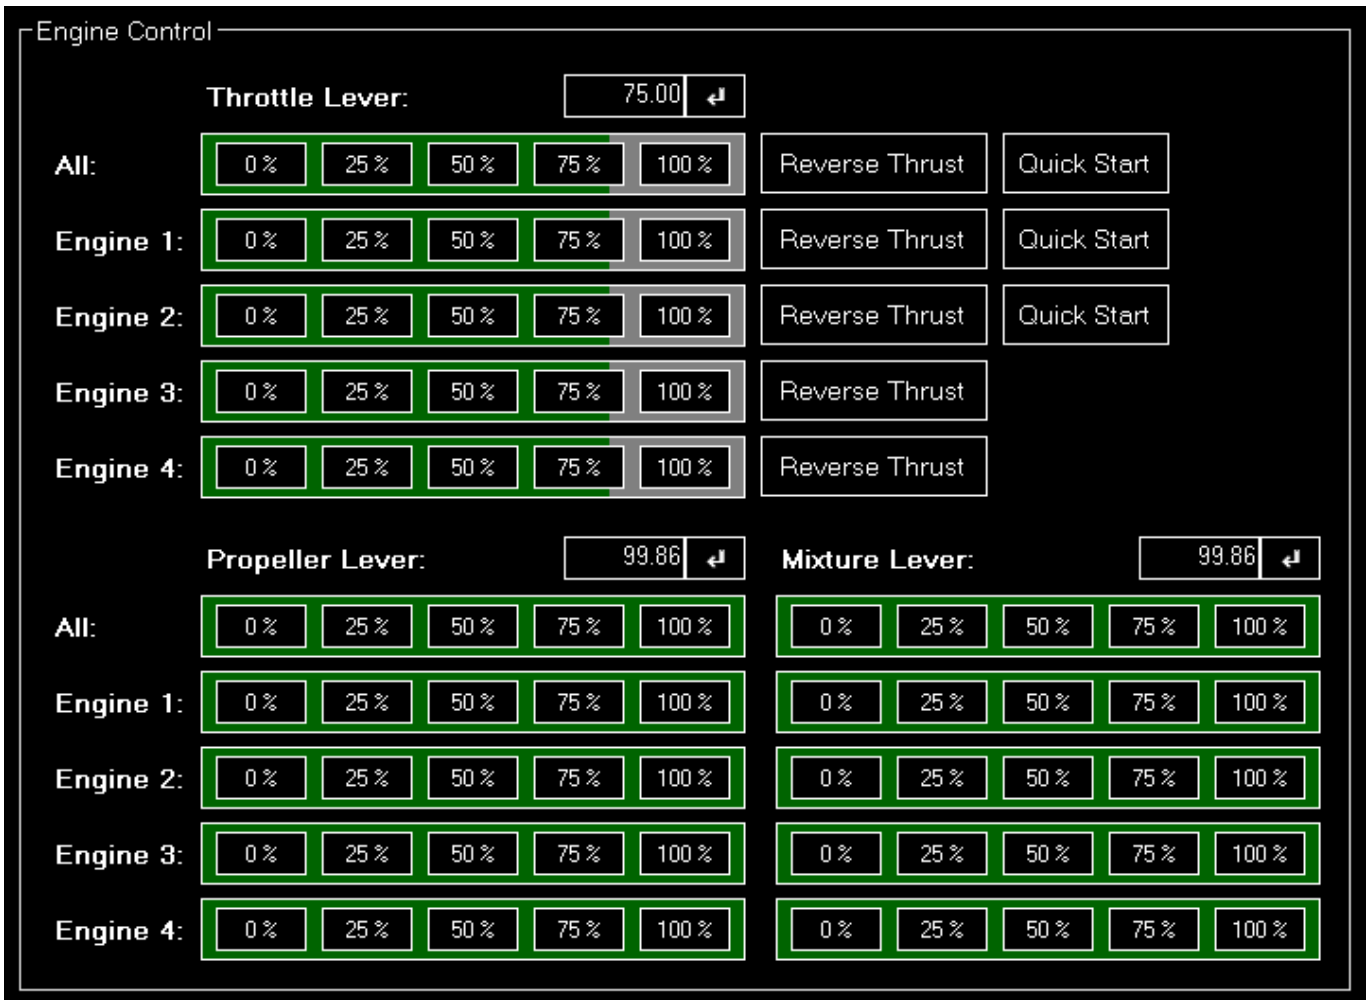 Engine Control
Throttle Lever: 75.00 ↵
All: 0 % 25 % 50 % 75 % 100 % Reverse Thrust Quick Start
Engine 1: 0 % 25 % 50 % 75 % 100 % Reverse Thrust Quick Start
Engine 2: 0 % 25 % 50 % 75 % 100 % Reverse Thrust Quick Start
Engine 3: 0 % 25 % 50 % 75 % 100 % Reverse Thrust
Engine 4: 0 % 25 % 50 % 75 % 100 % Reverse Thrust
Propeller Lever: 99.86 ↵ Mixture Lever: 99.86 ↵
All: 0 % 25 % 50 % 75 % 100 % 0 % 25 % 50 % 75 % 100 %
Engine 1: 0 % 25 % 50 % 75 % 100 % 0 % 25 % 50 % 75 % 100 %
Engine 2: 0 % 25 % 50 % 75 % 100 % 0 % 25 % 50 % 75 % 100 %
Engine 3: 0 % 25 % 50 % 75 % 100 % 0 % 25 % 50 % 75 % 100 %
Engine 4: 0 % 25 % 50 % 75 % 100 % 0 % 25 % 50 % 75 % 100 %